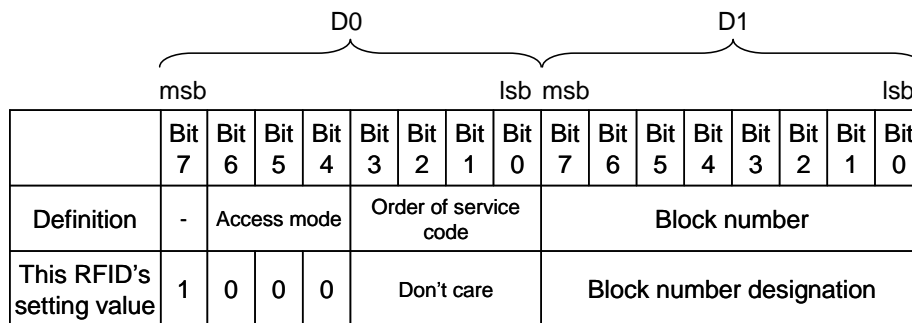 D0 D1
msb lsb msb lsb
Bit 7 Bit 6 Bit 5 Bit 4 Bit 3 Bit 2 Bit 1 Bit 0 Bit 7 Bit 6 Bit 5 Bit 4 Bit 3 Bit 2 Bit 1 Bit 0
Definition - Access mode Order of service code Block number
This RFID's setting value 1 0 0 0 Don't care Block number designation